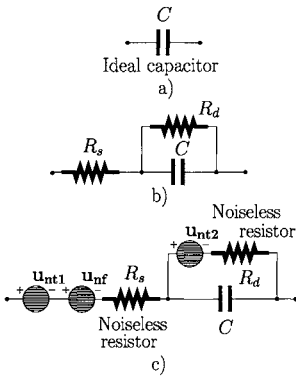 C
Ideal capacitor
a)
R_d
R_s
C
b)
Noiseless
resistor
+ u_nt2 -
+ u_nt1 - + u_nf - R_s
R_d
Noiseless
resistor
C
c)